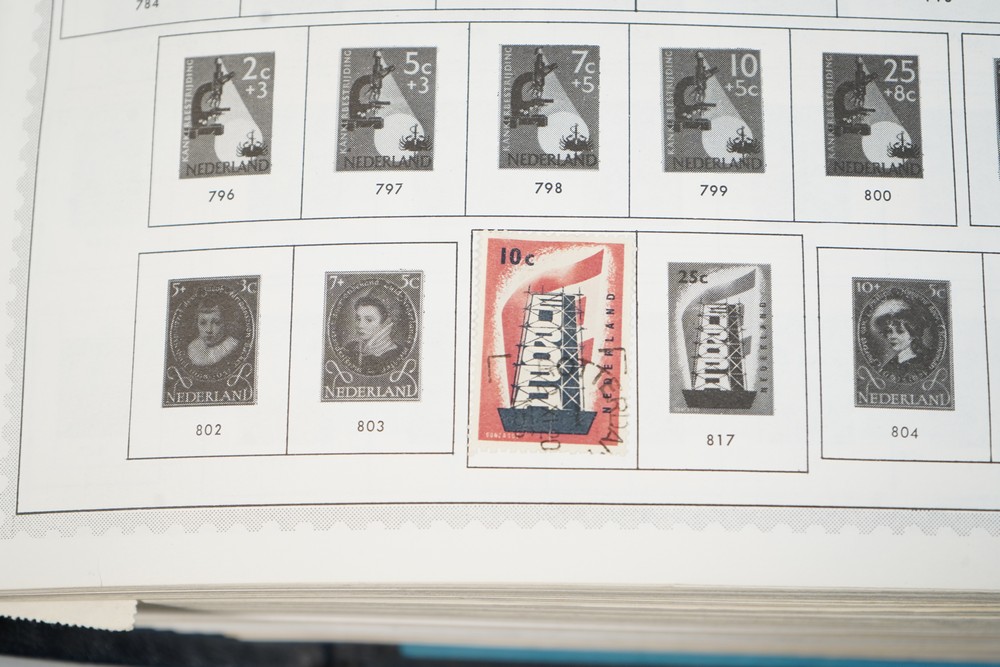 784
KANKERBESTRIJDING
2c
+3
NEDERLAND
796
KANKERBESTRIJDING
5c
+3
NEDERLAND
797
KANKERBESTRIJDING
7c
+5
NEDERLAND
798
KANKERBESTRIJDING
10
+5c
NEDERLAND
799
25
+8c
NEDERLAND
800
5+ 3c
NEDERLAND
802
7+ 5c
NEDERLAND
803
10c
EUROPA
NEDERLAND
25c
EUROPA
NEDERLAND
817
10+ 5c
NEDERLAND
804